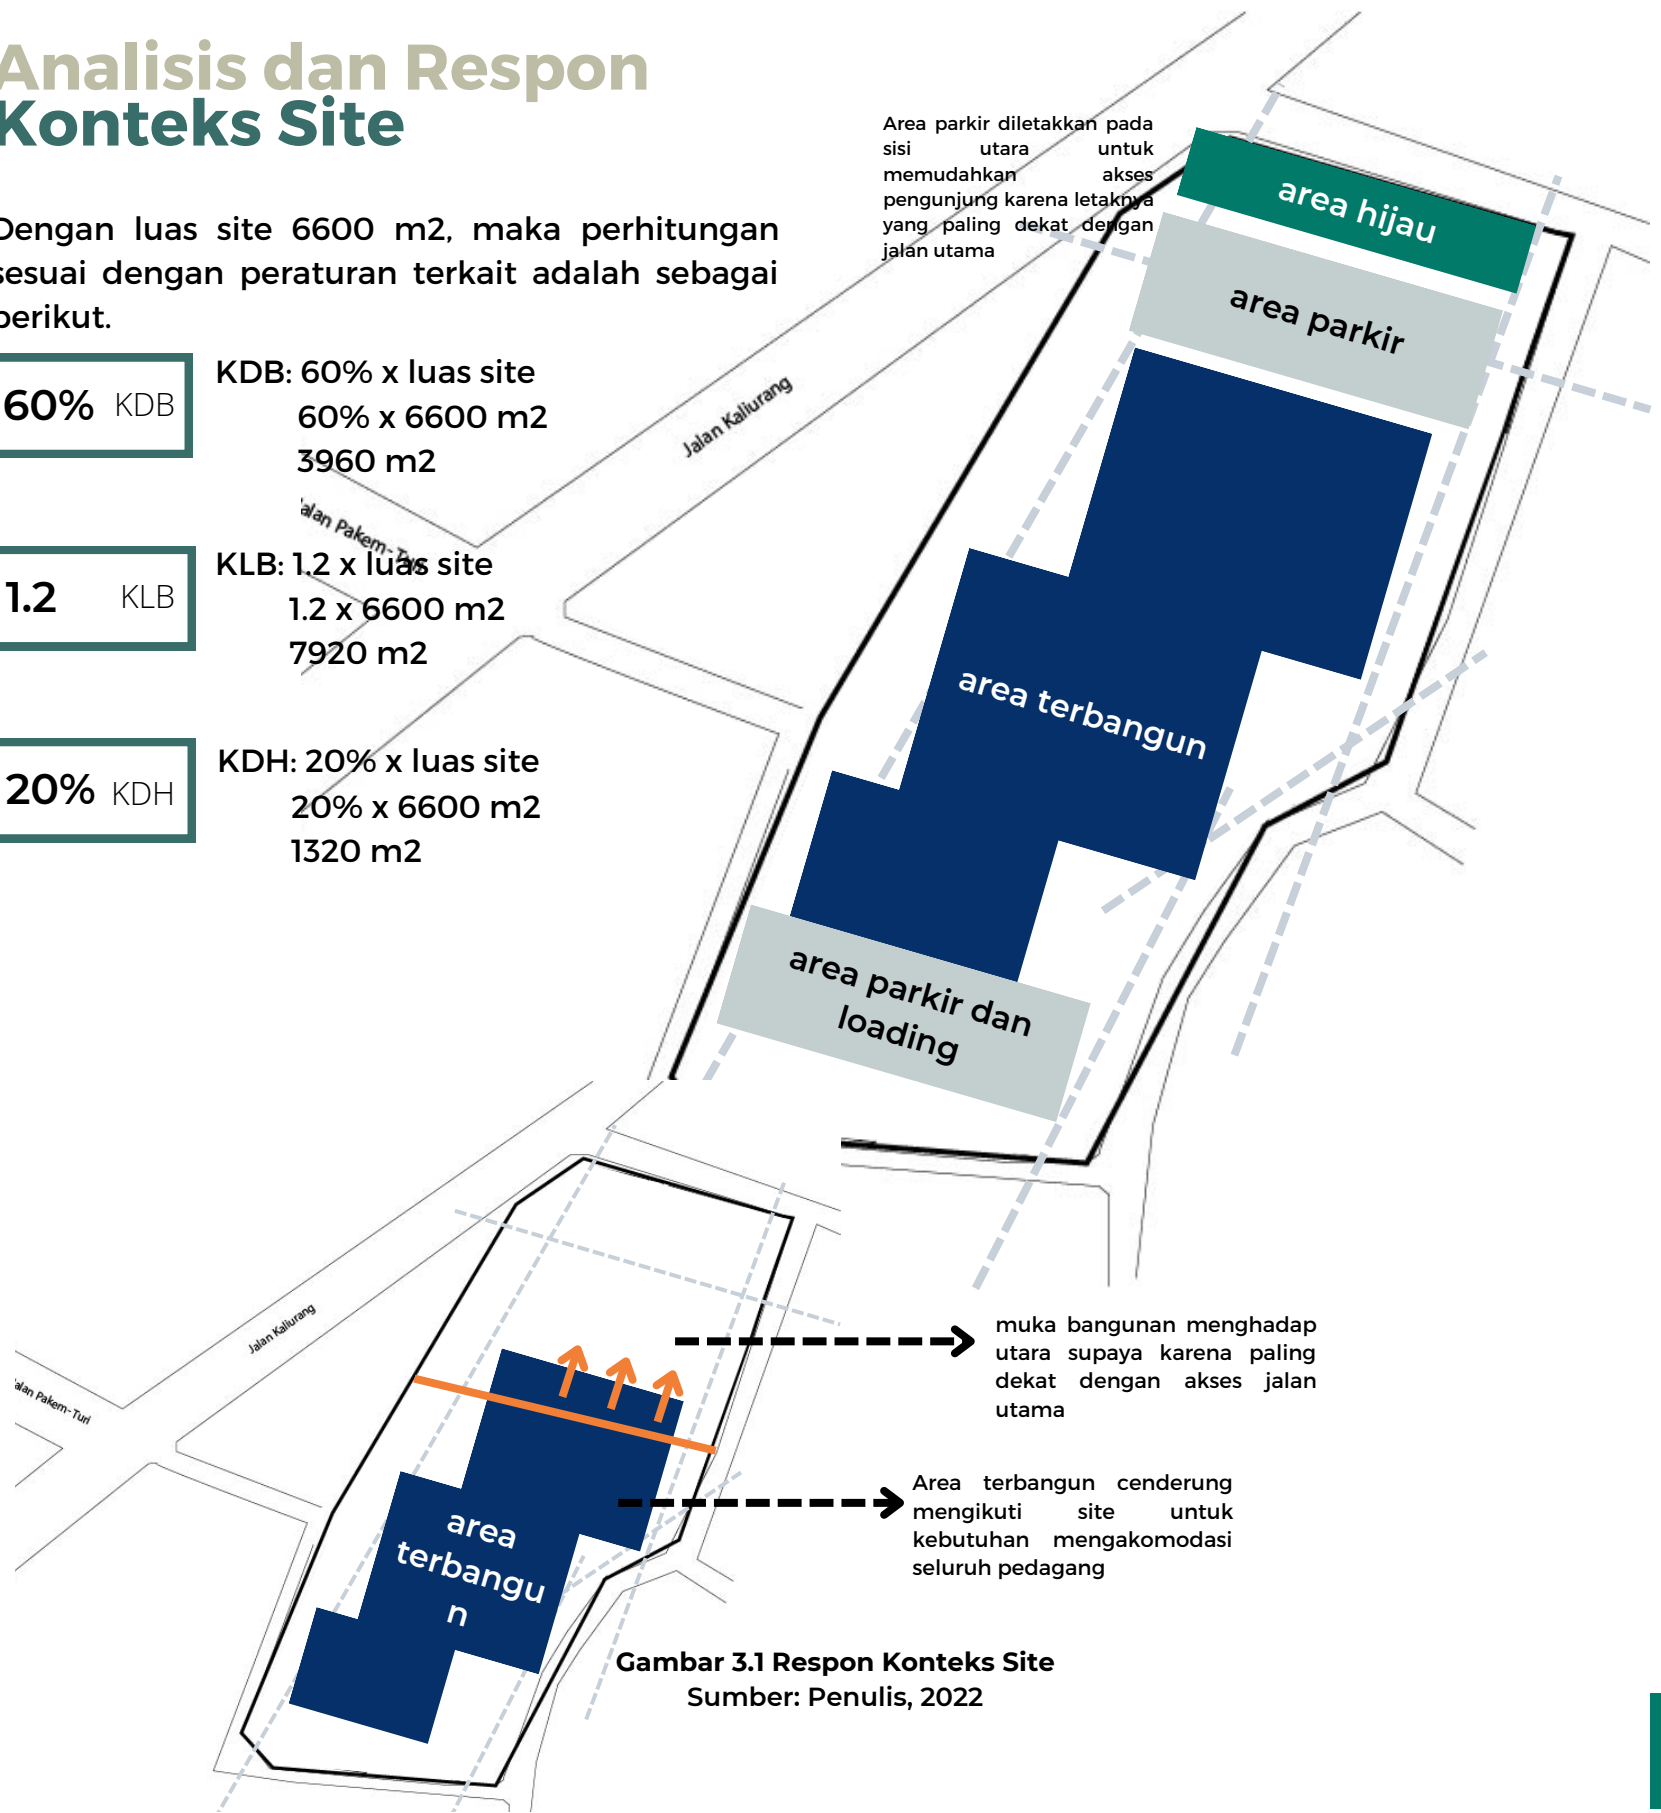 Analisis dan Respon
Konteks Site
Dengan luas site 6600 m2, maka perhitungan
sesuai dengan peraturan terkait adalah sebagai
berikut.
60% KDB
KDB: 60% x luas site
60% x 6600 m2
3960 m2
1.2 KLB
KLB: 1.2 x luas site
1.2 x 6600 m2
7920 m2
20% KDH
KDH: 20% x luas site
20% x 6600 m2
1320 m2
Area parkir diletakkan pada
sisi utara untuk
memudahkan akses
pengunjung karena letaknya
yang paling dekat dengan
jalan utama
area hijau
area parkir
Jalan Kaliurang
alan Pakem-Turi
area terbangun
area parkir dan
loading
Jalan Kaliurang
alan Pakem-Turi
area
terbangu
n
muka bangunan menghadap
utara supaya karena paling
dekat dengan akses jalan
utama
Area terbangun cenderung
mengikuti site untuk
kebutuhan mengakomodasi
seluruh pedagang
Gambar 3.1 Respon Konteks Site
Sumber: Penulis, 2022